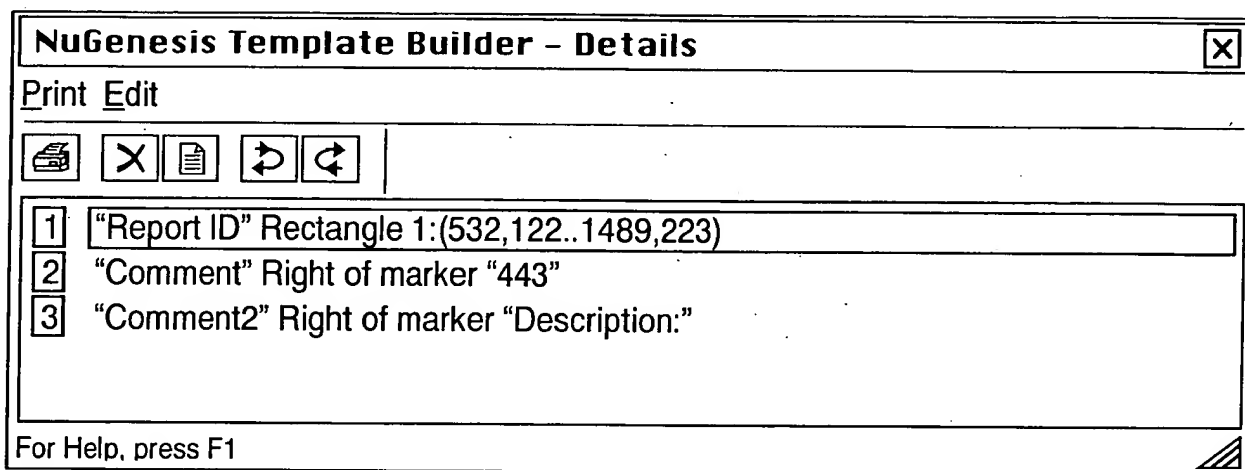 NuGenesis Template Builder – Details
Print Edit
1 “Report ID” Rectangle 1:(532,122..1489,223)
2 “Comment” Right of marker “443”
3 “Comment2” Right of marker “Description:”
For Help, press F1